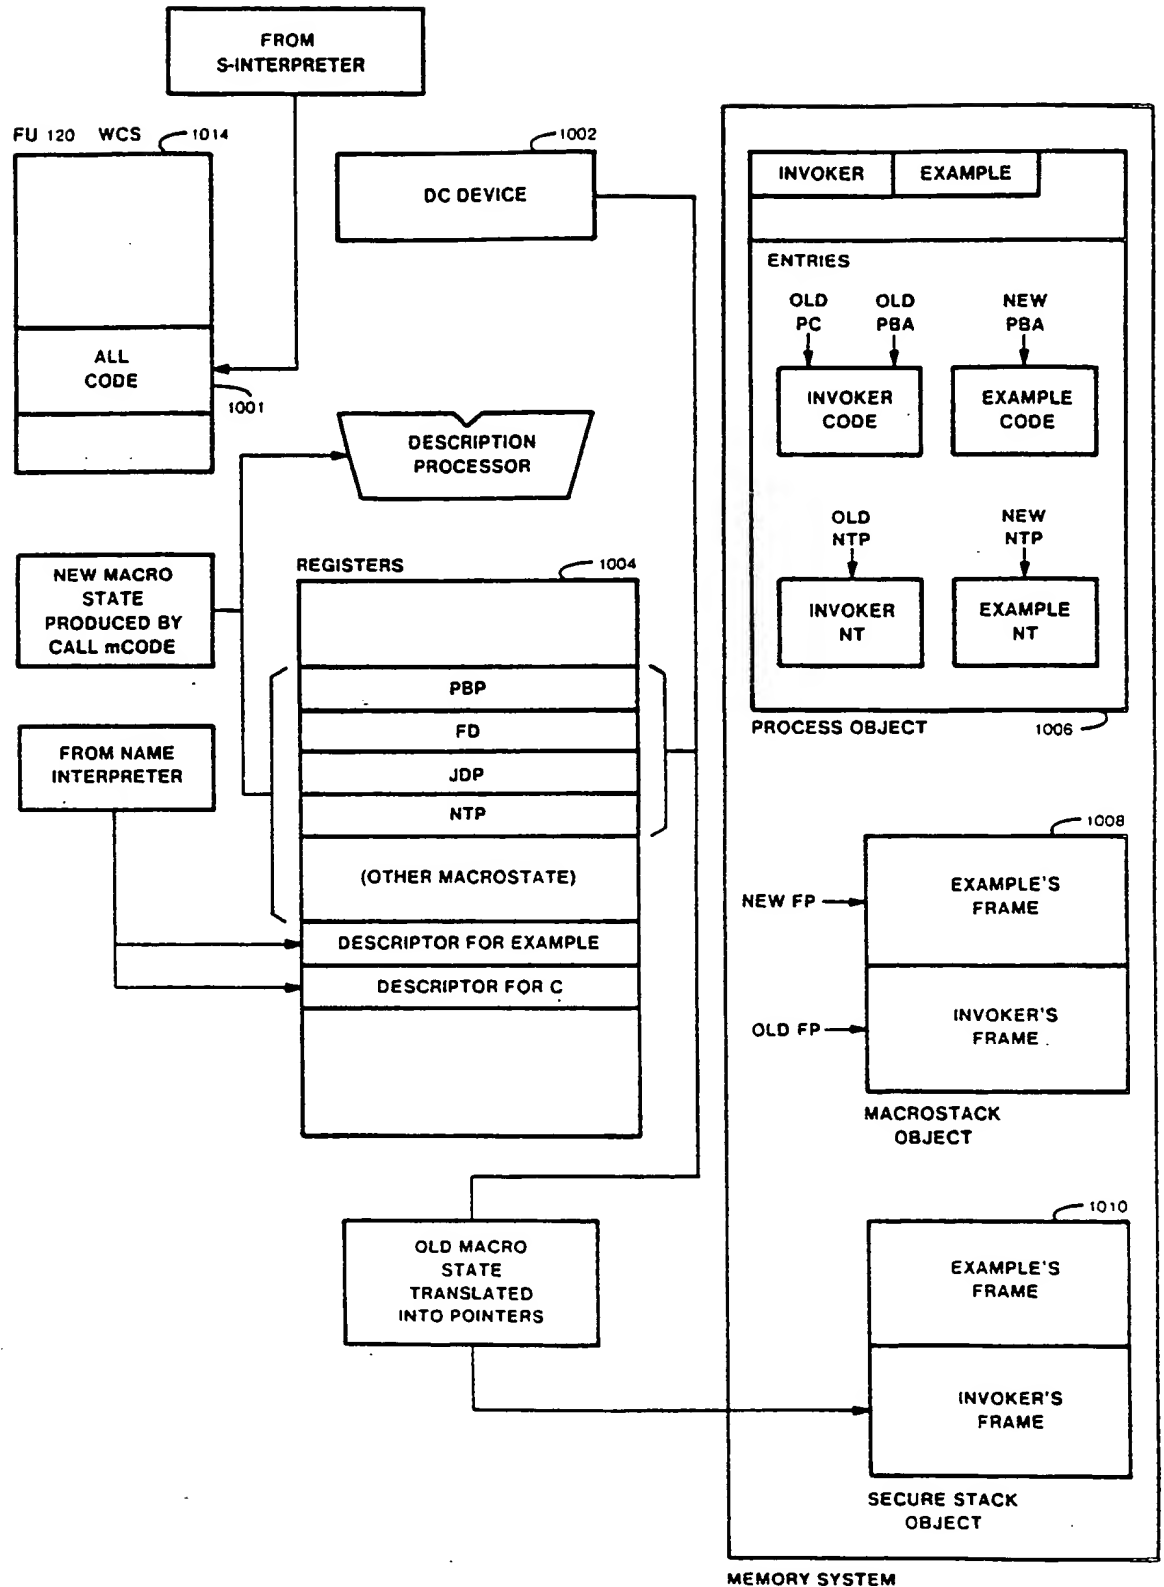 FROM
S-INTERPRETER
FU 120 WCS 1014
ALL
CODE
1001
1002
DC DEVICE
DESCRIPTION
PROCESSOR
NEW MACRO
STATE
PRODUCED BY
CALL mCODE
FROM NAME
INTERPRETER
REGISTERS
1004
PBP
FD
JDP
NTP
(OTHER MACROSTATE)
DESCRIPTOR FOR EXAMPLE
DESCRIPTOR FOR C
OLD MACRO
STATE
TRANSLATED
INTO POINTERS
INVOKER EXAMPLE
ENTRIES
OLD
PC
OLD
PBA
NEW
PBA
INVOKER
CODE
EXAMPLE
CODE
OLD
NTP
NEW
NTP
INVOKER
NT
EXAMPLE
NT
PROCESS OBJECT
1006
1008
NEW FP
EXAMPLE'S
FRAME
OLD FP
INVOKER'S
FRAME
MACROSTACK
OBJECT
1010
EXAMPLE'S
FRAME
INVOKER'S
FRAME
SECURE STACK
OBJECT
MEMORY SYSTEM